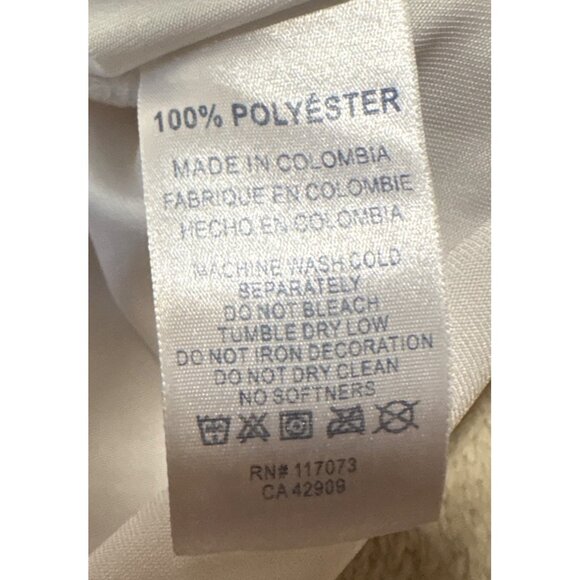 100% POLYÉSTER
MADE IN COLOMBIA
FABRIQUE EN COLOMBIE
HECHO EN COLOMBIA
MACHINE WASH COLD
SEPARATELY
DO NOT BLEACH
TUMBLE DRY LOW
DO NOT IRON DECORATION
DO NOT DRY CLEAN
NO SOFTNERS
RN# 117073
CA 42909